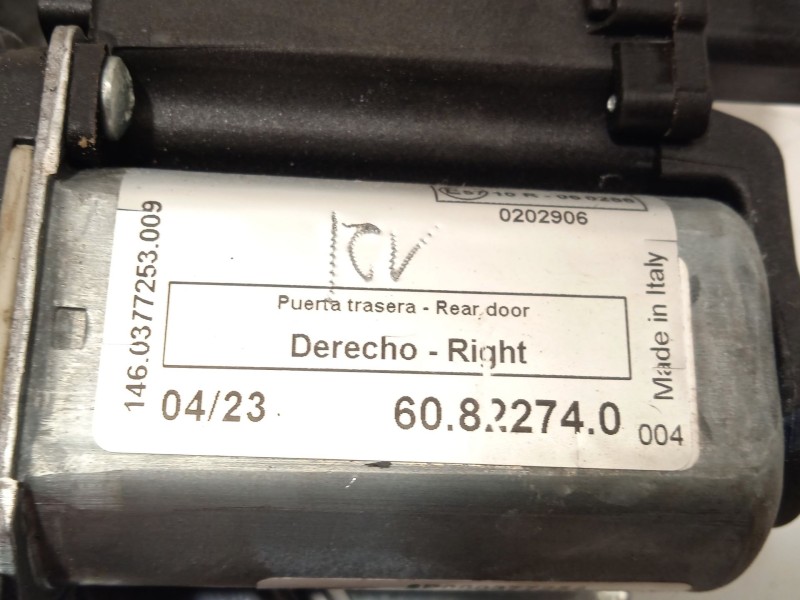 0202906
146.0377253.009
Puerta trasera - Rear door
Derecho - Right
Made in Italy
04/23
60.82274.0
004